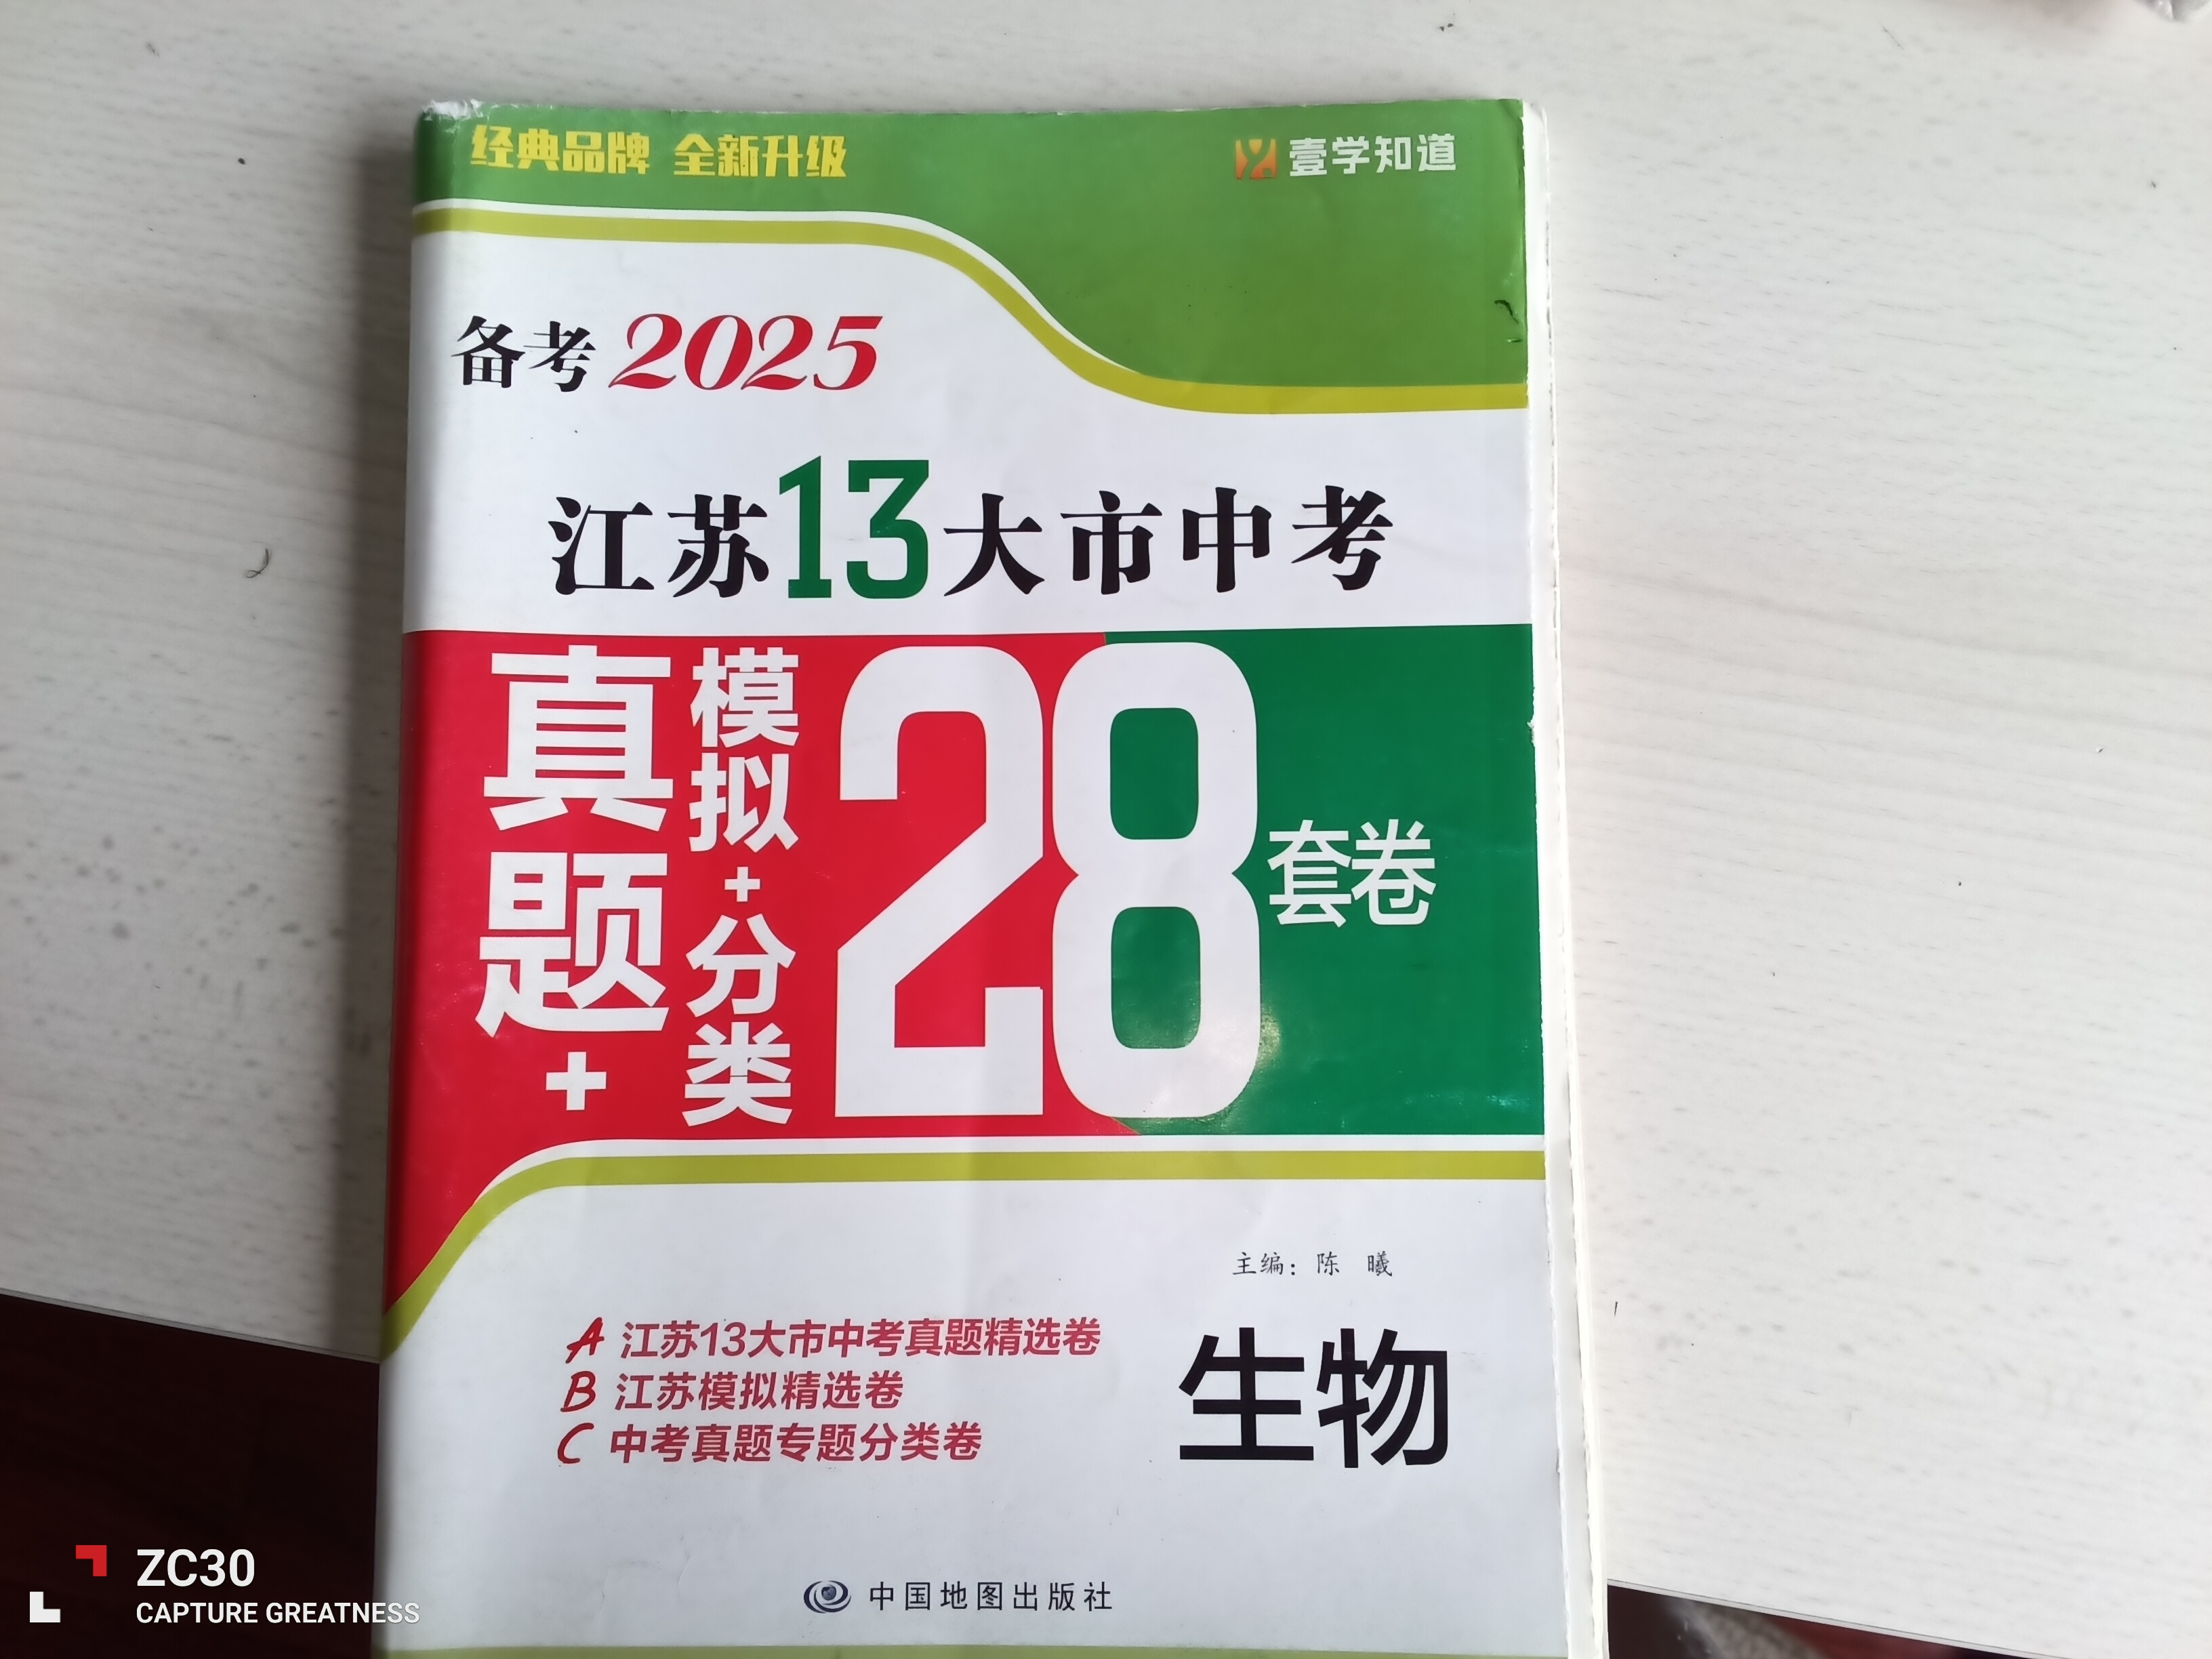 经典品牌 全新升级
壹学知道
备考2025
江苏13大市中考
真题+
模拟+分类
28套卷
主编：陈 曦
A 江苏13大市中考真题精选卷
B 江苏模拟精选卷
C 中考真题专题分类卷
生物
中国地图出版社
ZC30
CAPTURE GREATNESS